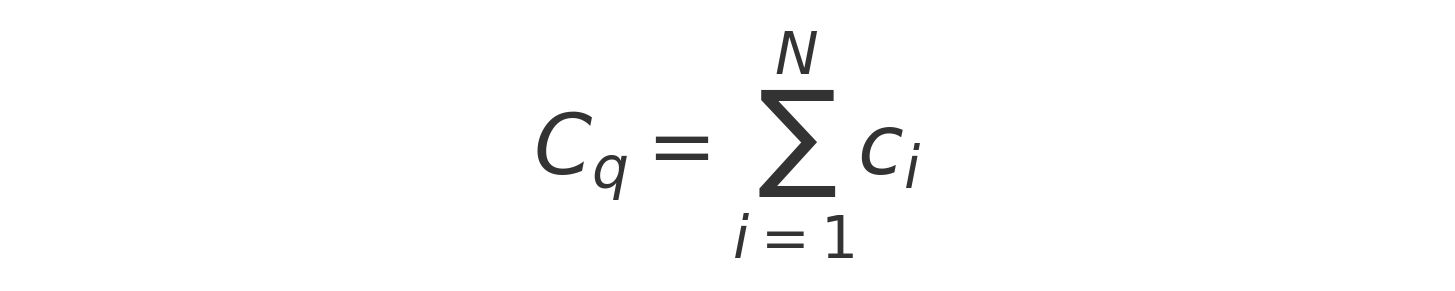 $C_q = \sum_{i=1}^{N} c_i$